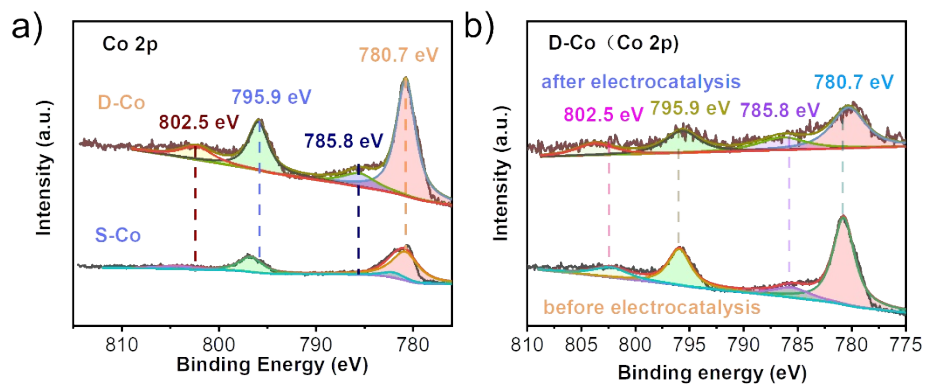 a)
Co 2p
D-Co
780.7 eV
795.9 eV
802.5 eV
785.8 eV
S-Co
Intensity (a.u.)
810 800 790 780
Binding Energy (eV)
b)
D-Co（Co 2p)
after electrocatalysis
780.7 eV
802.5 eV
795.9 eV
785.8 eV
before electrocatalysis
Intensity (a.u.)
810 805 800 795 790 785 780 775
Binding energy (eV)